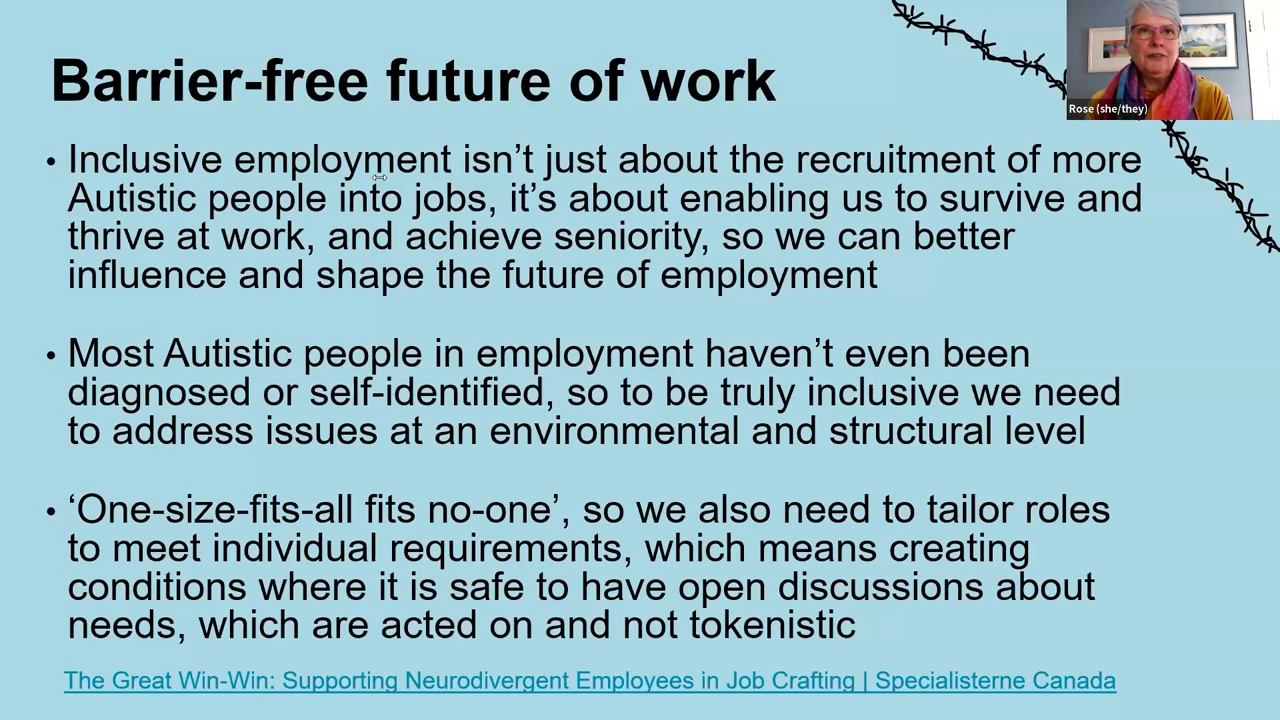 Barrier-free future of work
Rose (she/they)
• Inclusive employment isn’t just about the recruitment of more
Autistic people into jobs, it’s about enabling us to survive and
thrive at work, and achieve seniority, so we can better
influence and shape the future of employment
• Most Autistic people in employment haven’t even been
diagnosed or self-identified, so to be truly inclusive we need
to address issues at an environmental and structural level
• ‘One-size-fits-all fits no-one’, so we also need to tailor roles
to meet individual requirements, which means creating
conditions where it is safe to have open discussions about
needs, which are acted on and not tokenistic
The Great Win-Win: Supporting Neurodivergent Employees in Job Crafting | Specialisterne Canada